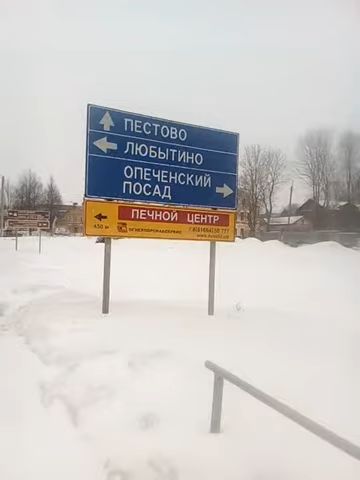 ПЕСТОВО
ЛЮБЫТИНО
ОПЕЧЕНСКИЙ
ПОСАД
ПЕЧНОЙ ЦЕНТР
450 м